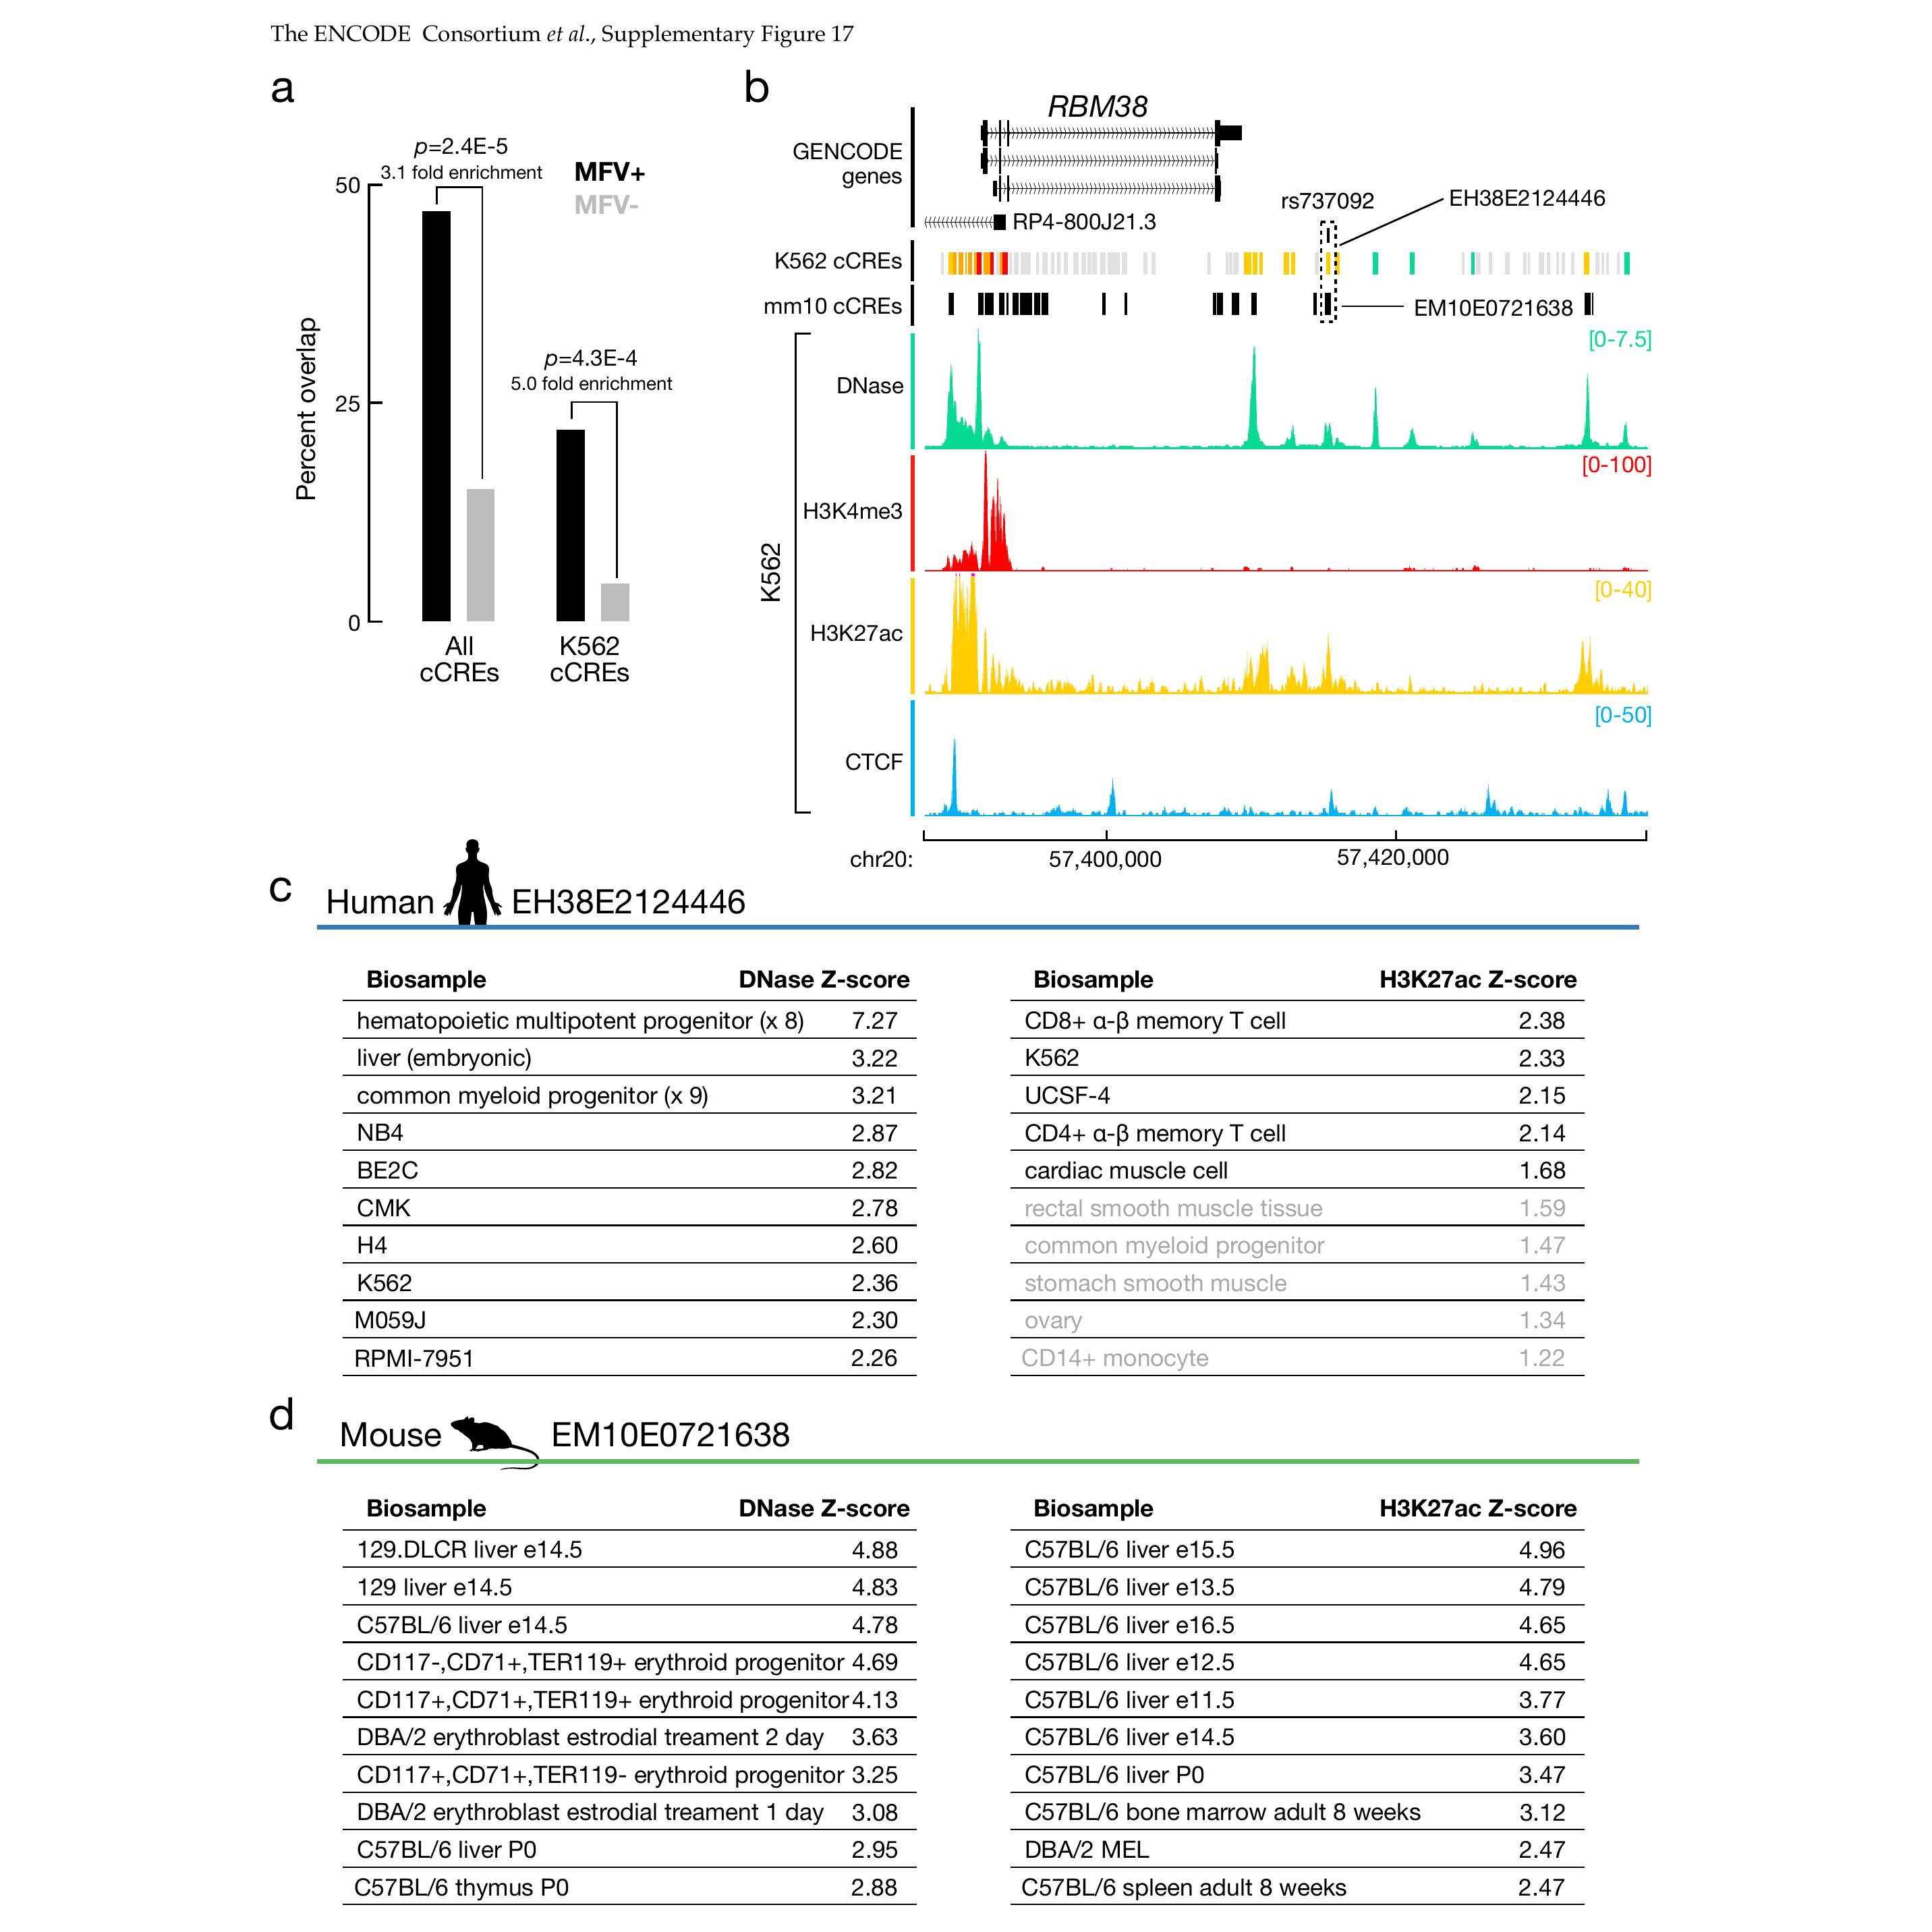 The ENCODE Consortium et al., Supplementary Figure 17
a
p=2.4E-5
3.1 fold enrichment
MFV+
MFV-
50
25
0
Percent overlap
p=4.3E-4
5.0 fold enrichment
All
cCREs
K562
cCREs
b
RBM38
GENCODE
genes
RP4-800J21.3
rs737092
EH38E2124446
K562 cCREs
mm10 cCREs
EM10E0721638
K562
DNase
[0-7.5]
H3K4me3
[0-100]
H3K27ac
[0-40]
CTCF
[0-50]
chr20:
57,400,000
57,420,000
c
Human EH38E2124446
Biosample DNase Z-score
hematopoietic multipotent progenitor (x 8) 7.27
liver (embryonic) 3.22
common myeloid progenitor (x 9) 3.21
NB4 2.87
BE2C 2.82
CMK 2.78
H4 2.60
K562 2.36
M059J 2.30
RPMI-7951 2.26
Biosample H3K27ac Z-score
CD8+ α-β memory T cell 2.38
K562 2.33
UCSF-4 2.15
CD4+ α-β memory T cell 2.14
cardiac muscle cell 1.68
rectal smooth muscle tissue 1.59
common myeloid progenitor 1.47
stomach smooth muscle 1.43
ovary 1.34
CD14+ monocyte 1.22
d
Mouse EM10E0721638
Biosample DNase Z-score
129.DLCR liver e14.5 4.88
129 liver e14.5 4.83
C57BL/6 liver e14.5 4.78
CD117-,CD71+,TER119+ erythroid progenitor 4.69
CD117+,CD71+,TER119+ erythroid progenitor 4.13
DBA/2 erythroblast estrodial treament 2 day 3.63
CD117+,CD71+,TER119- erythroid progenitor 3.25
DBA/2 erythroblast estrodial treament 1 day 3.08
C57BL/6 liver P0 2.95
C57BL/6 thymus P0 2.88
Biosample H3K27ac Z-score
C57BL/6 liver e15.5 4.96
C57BL/6 liver e13.5 4.79
C57BL/6 liver e16.5 4.65
C57BL/6 liver e12.5 4.65
C57BL/6 liver e11.5 3.77
C57BL/6 liver e14.5 3.60
C57BL/6 liver P0 3.47
C57BL/6 bone marrow adult 8 weeks 3.12
DBA/2 MEL 2.47
C57BL/6 spleen adult 8 weeks 2.47